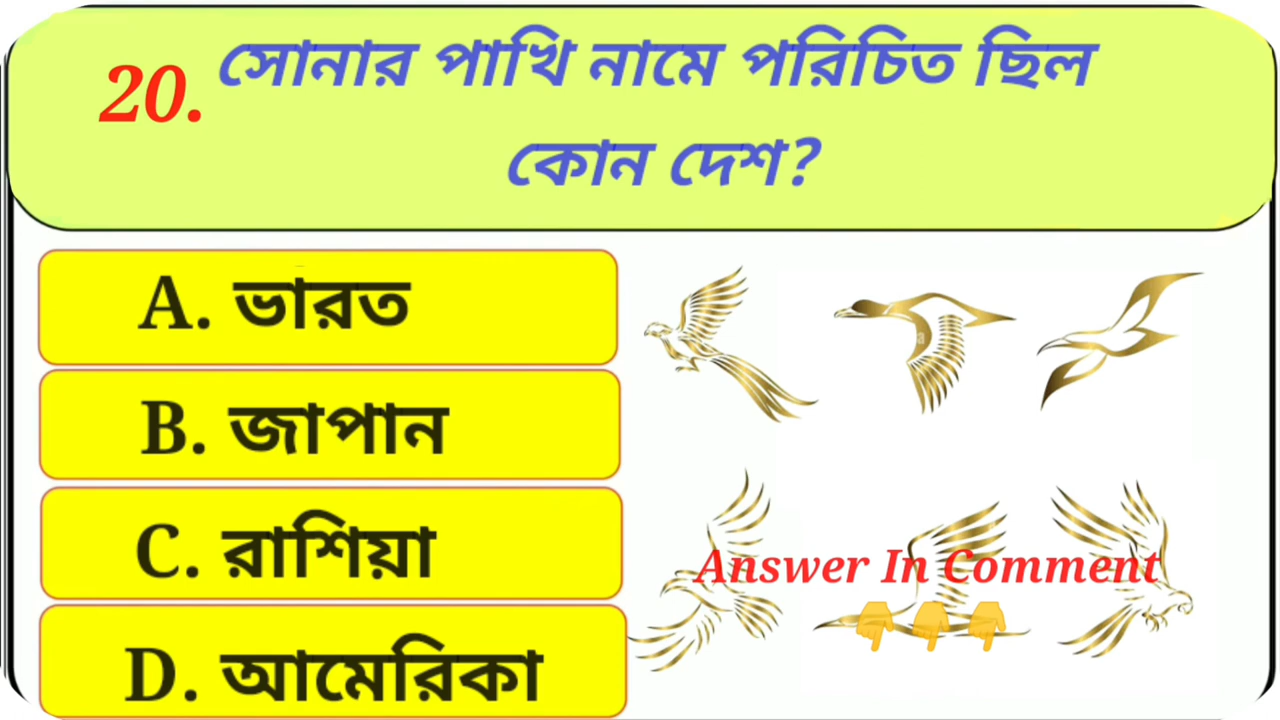 20. সোনার পাখি নামে পরিচিত ছিল
কোন দেশ?
A. ভারত
B. জাপান
C. রাশিয়া
D. আমেরিকা
Answer In Comment